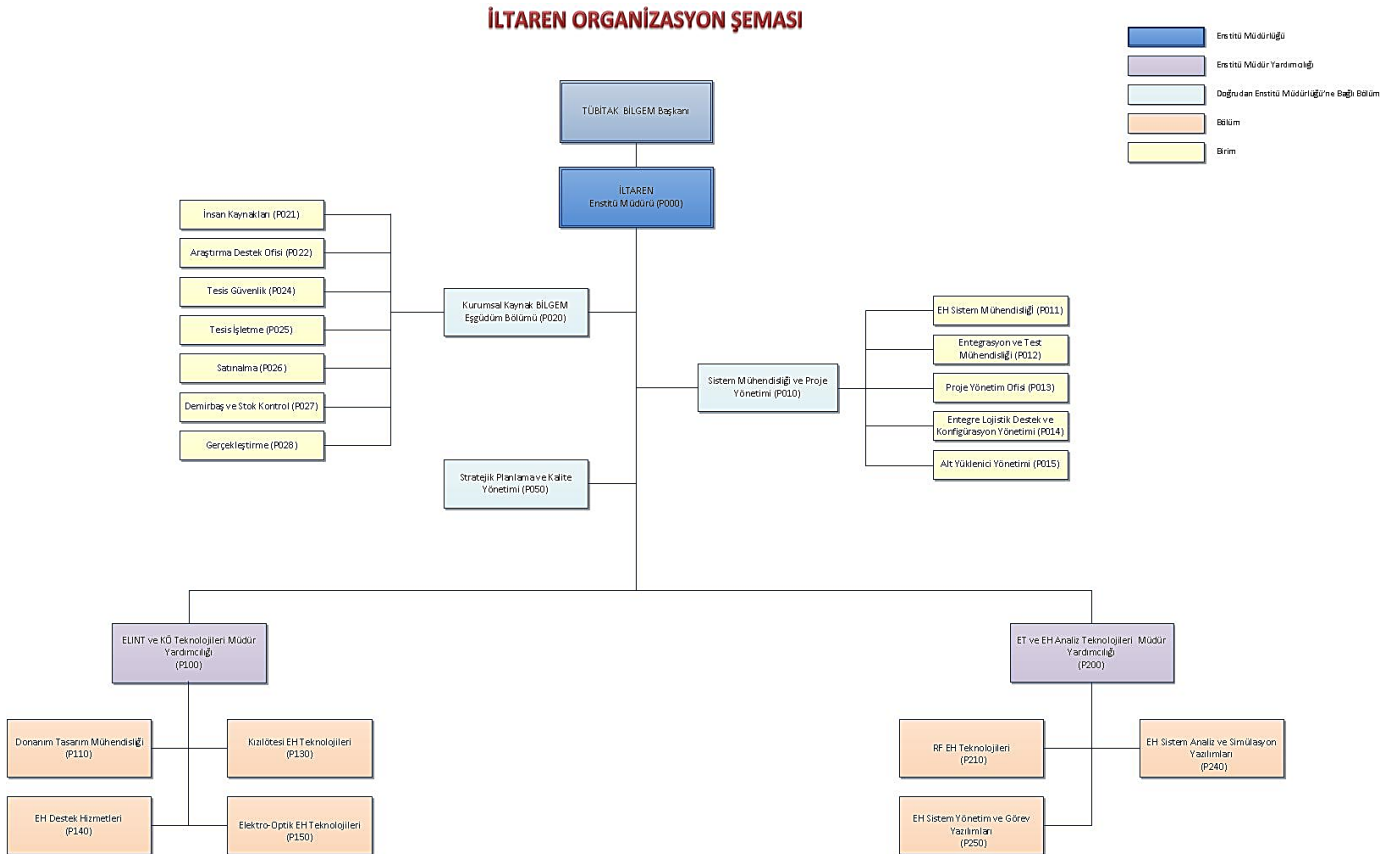 İLTAREN ORGANİZASYON ŞEMASI
Enstitü Müdürlüğü
Enstitü Müdür Yardımcılığı
Doğrudan Enstitü Müdürlüğü'ne Bağlı Bölüm
Bölüm
Birim
TÜBİTAK BİLGEM Başkanı
İLTAREN
Enstitü Müdürü (P000)
İnsan Kaynakları (P021)
Araştırma Destek Ofisi (P022)
Tesis Güvenlik (P024)
Tesis İşletme (P025)
Satınalma (P026)
Demirbaş ve Stok Kontrol (P027)
Gerçekleştirme (P028)
Kurumsal Kaynak BİLGEM
Eşgüdüm Bölümü (P020)
Sistem Mühendisliği ve Proje
Yönetimi (P010)
EH Sistem Mühendisliği (P011)
Entegrasyon ve Test
Mühendisliği (P012)
Proje Yönetim Ofisi (P013)
Entegre Lojistik Destek ve
Konfigürasyon Yönetimi (P014)
Alt Yüklenici Yönetimi (P015)
Stratejik Planlama ve Kalite
Yönetimi (P050)
ELINT ve KÖ Teknolojileri Müdür
Yardımcılığı
(P100)
ET ve EH Analiz Teknolojileri Müdür
Yardımcılığı
(P200)
Donanım Tasarım Mühendisliği
(P110)
Kızılötesi EH Teknolojileri
(P130)
EH Destek Hizmetleri
(P140)
Elektro-Optik EH Teknolojileri
(P150)
RF EH Teknolojileri
(P210)
EH Sistem Analiz ve Simülasyon
Yazılımları
(P240)
EH Sistem Yönetim ve Görev
Yazılımları
(P250)